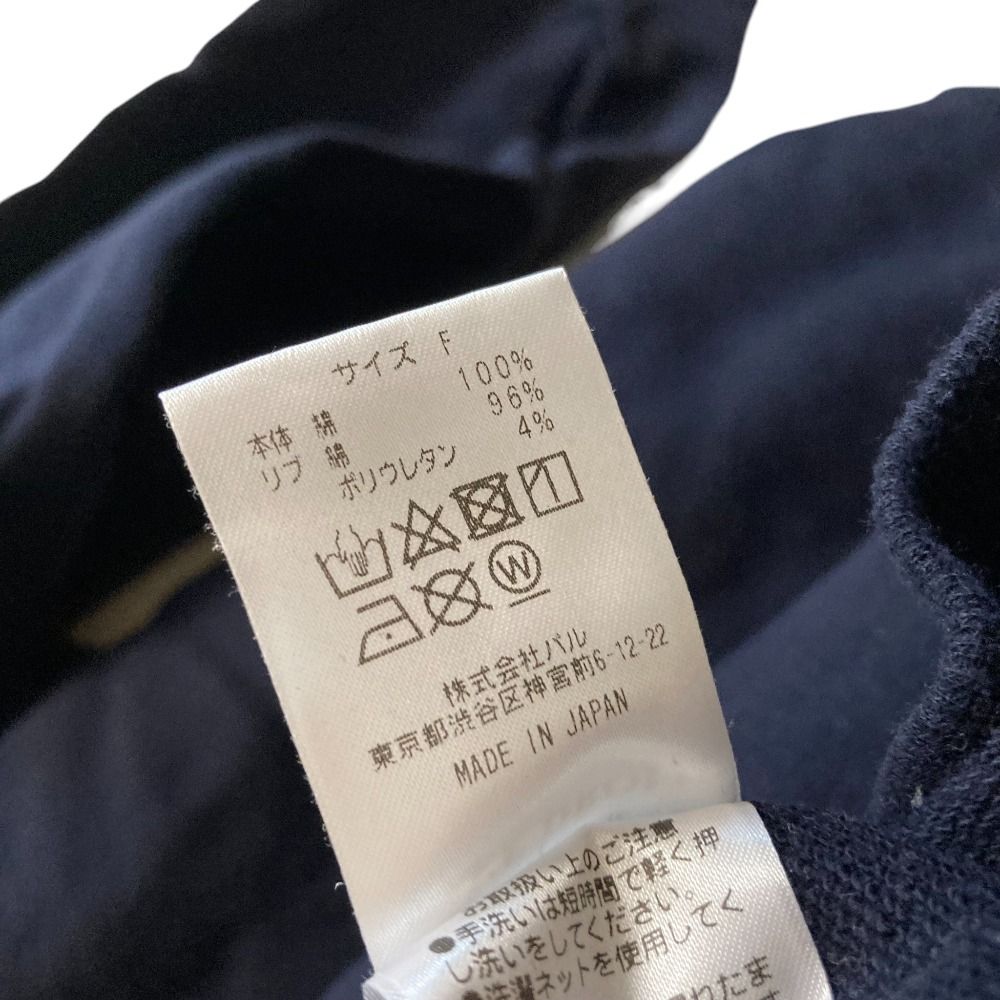 サイズ F
本体 綿 100%
リブ 綿 96%
ポリウレタン 4%
W
株式会社パル
東京都渋谷区神宮前6-12-22
MADE IN JAPAN
お取扱い上のご注意
●手洗いは短時間で軽く押
し洗いをしてください。
●洗濯ネットを使用してく
れたま